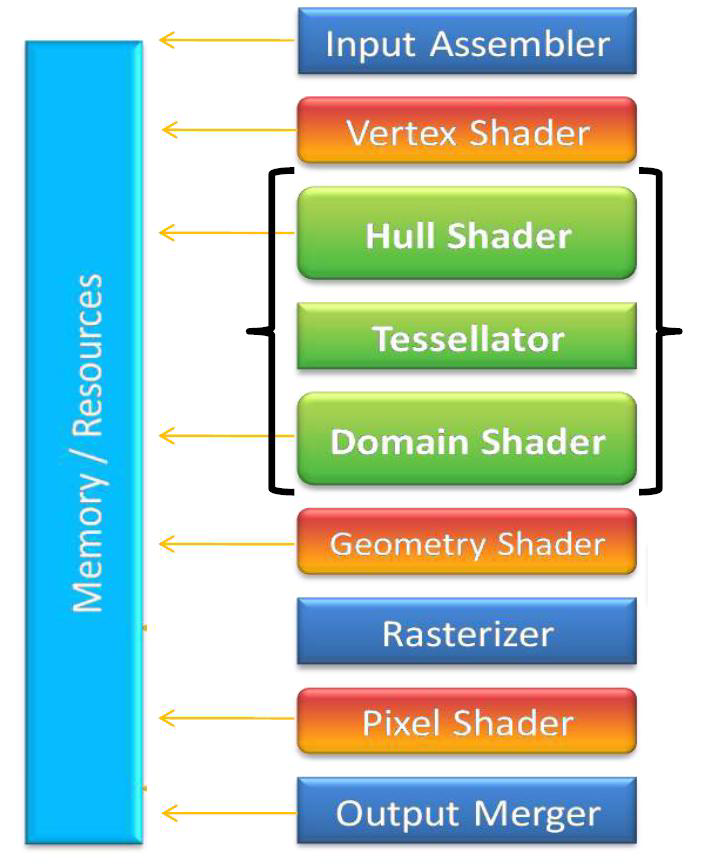 Input Assembler
Vertex Shader
Hull Shader
Tessellator
Domain Shader
Geometry Shader
Rasterizer
Pixel Shader
Output Merger
Memory / Resources